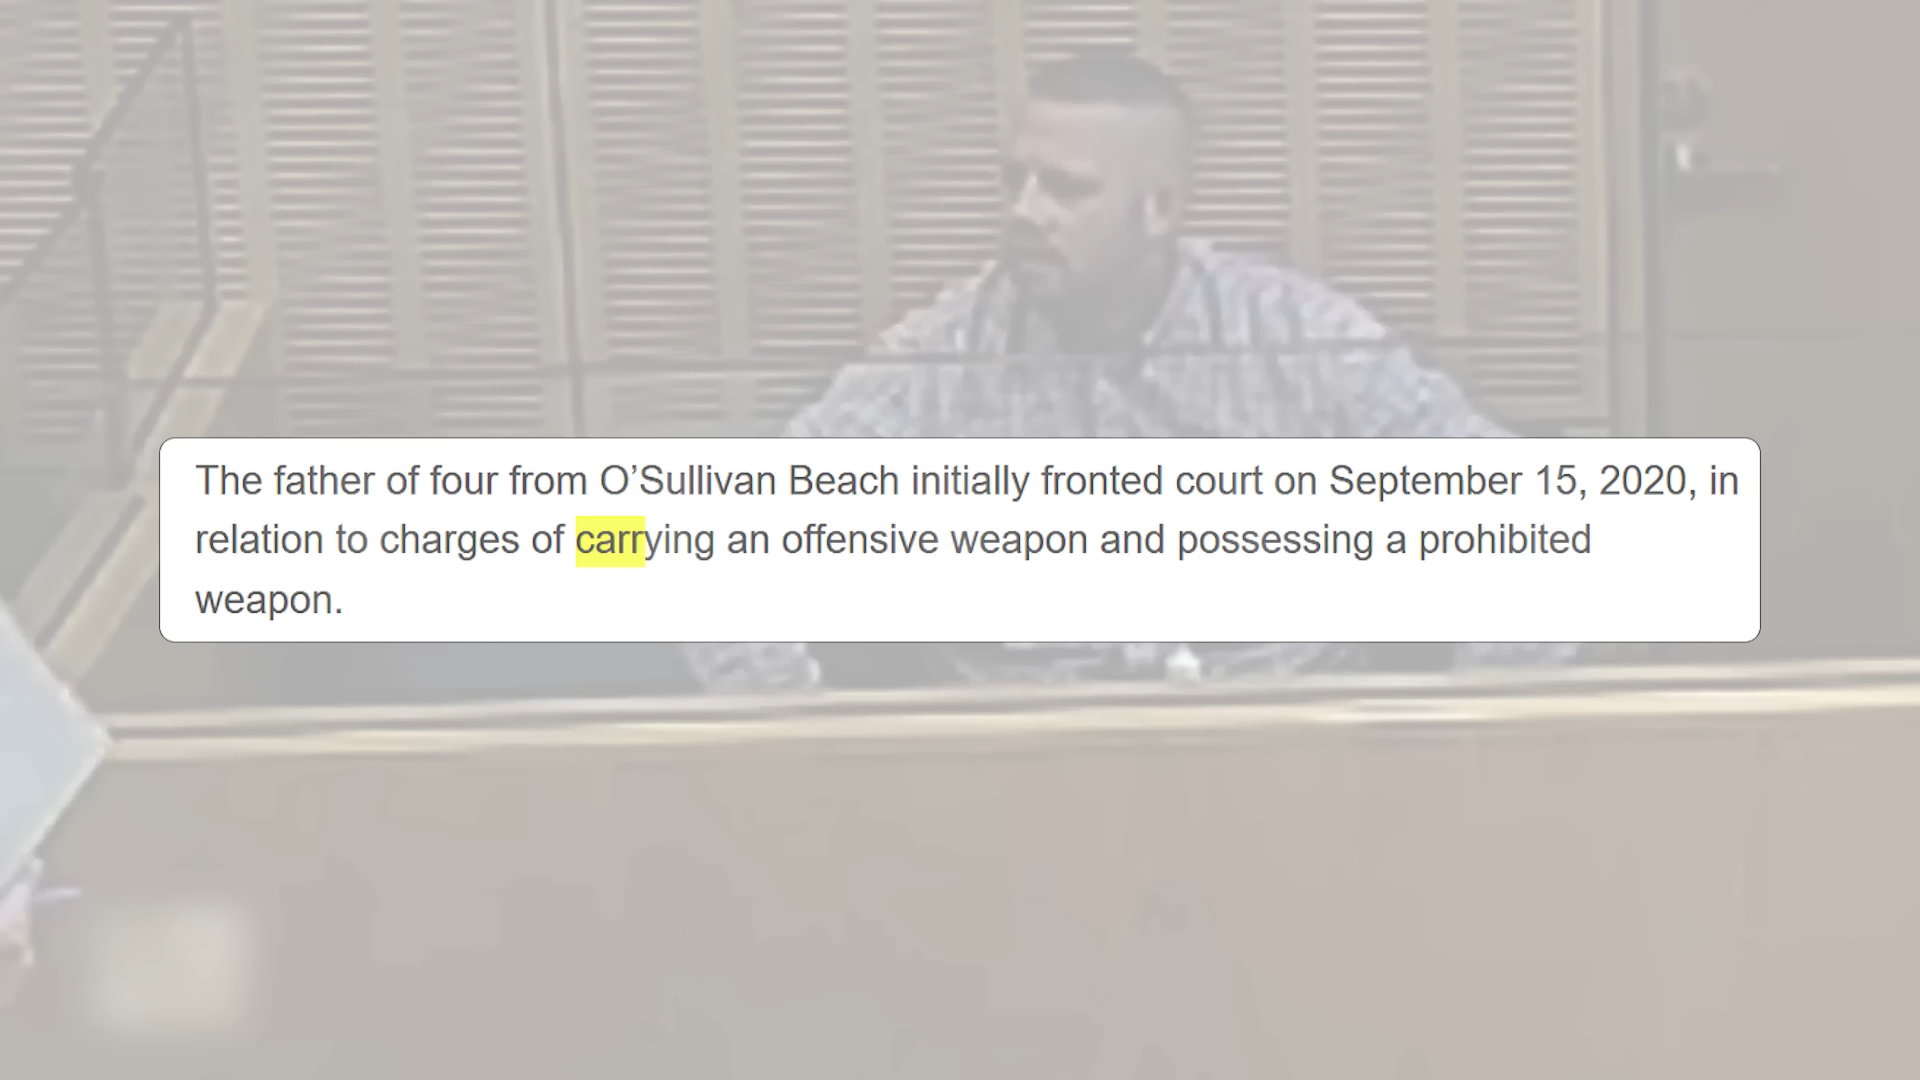 The father of four from O’Sullivan Beach initially fronted court on September 15, 2020, in
relation to charges of carrying an offensive weapon and possessing a prohibited
weapon.